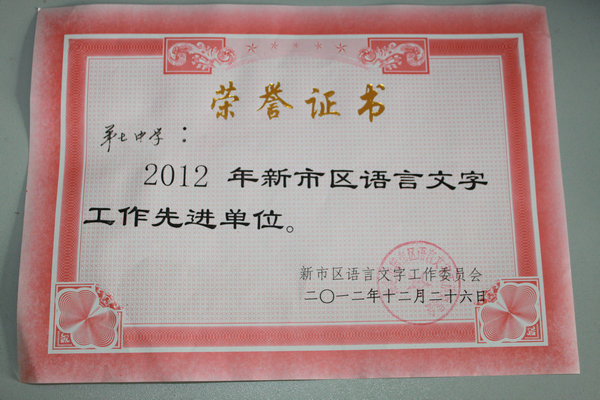 荣誉证书
第七中学：
2012 年新市区语言文字
工作先进单位。
新市区语言文字工作委员会
二〇一二年十二月二十六日